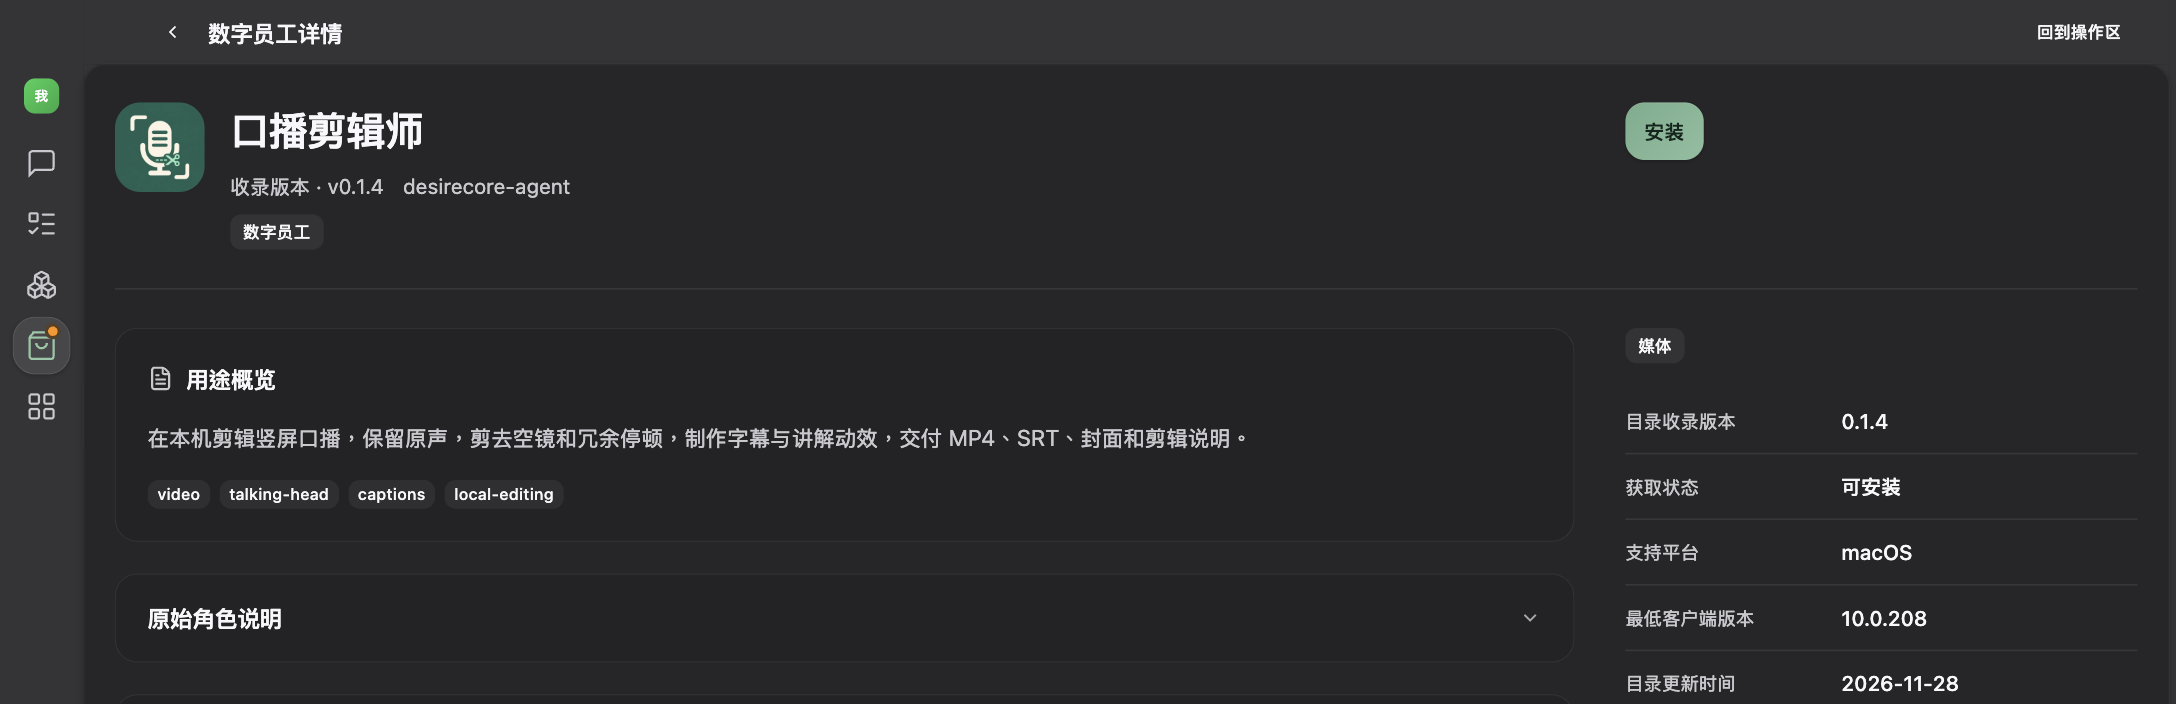 数字员工详情
回到操作区
我
口播剪辑师
收录版本 · v0.1.4 desirecore-agent
数字员工
安装
用途概览
在本机剪辑竖屏口播，保留原声，剪去空镜和冗余停顿，制作字幕与讲解动效，交付 MP4、SRT、封面和剪辑说明。
video talking-head captions local-editing
原始角色说明
媒体
目录收录版本 0.1.4
获取状态 可安装
支持平台 macOS
最低客户端版本 10.0.208
目录更新时间 2026-11-28